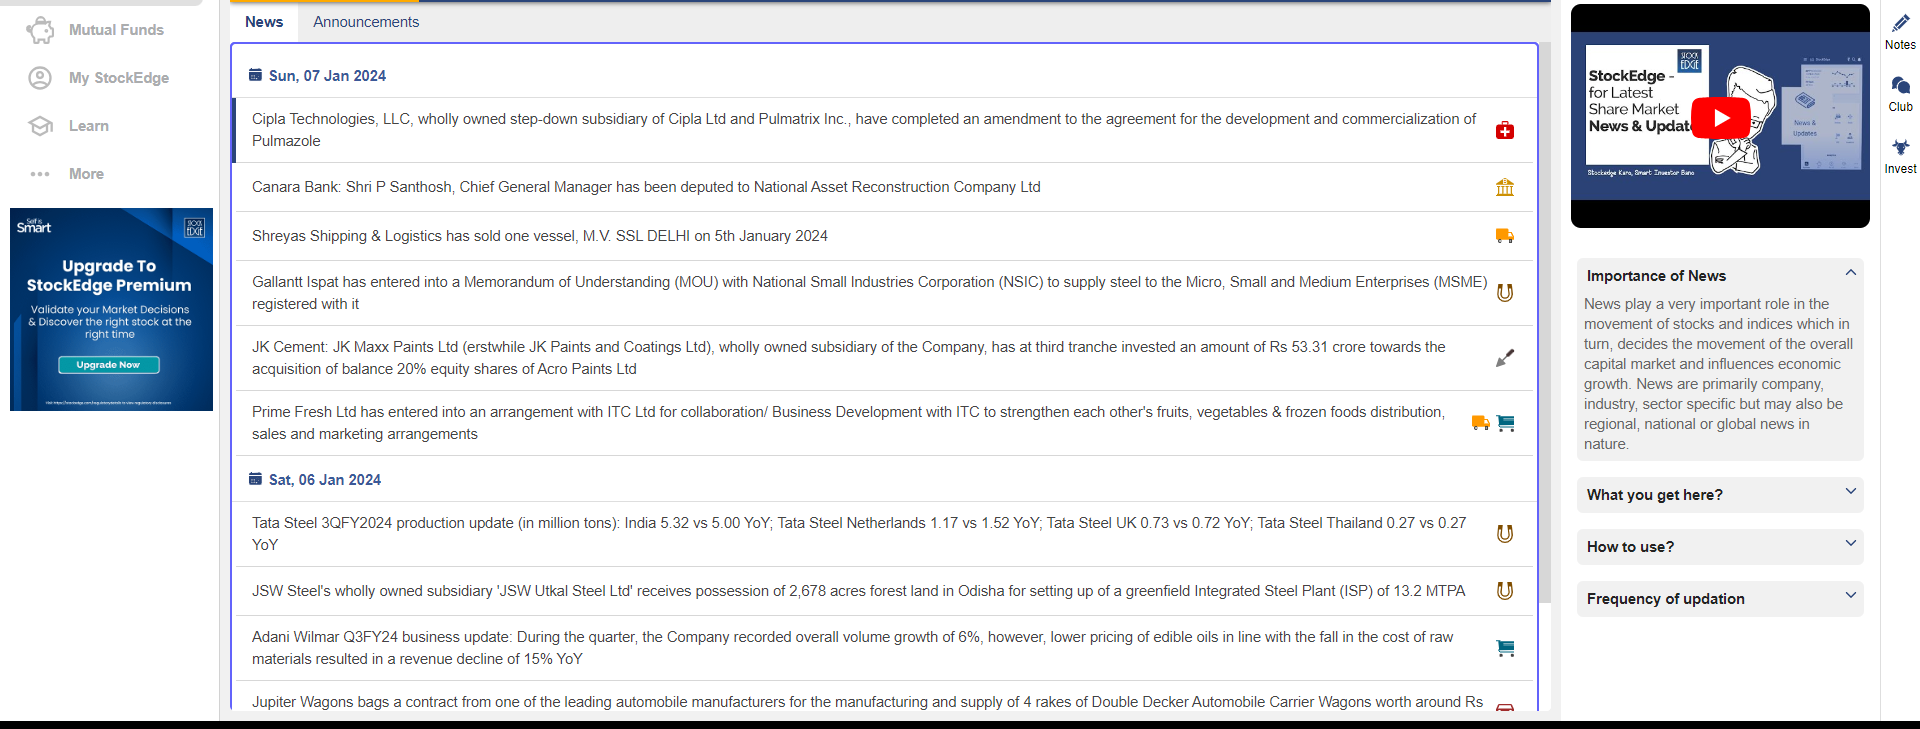 Mutual Funds
My StockEdge
Learn
More
Self is
Smart
STOCK
EDGE
Upgrade To
StockEdge Premium
Validate your Market Decisions
& Discover the right stock at the
right time
Upgrade Now
News
Announcements
Sun, 07 Jan 2024
Cipla Technologies, LLC, wholly owned step-down subsidiary of Cipla Ltd and Pulmatrix Inc., have completed an amendment to the agreement for the development and commercialization of
Pulmazole
Canara Bank: Shri P Santhosh, Chief General Manager has been deputed to National Asset Reconstruction Company Ltd
Shreyas Shipping & Logistics has sold one vessel, M.V. SSL DELHI on 5th January 2024
Gallantt Ispat has entered into a Memorandum of Understanding (MOU) with National Small Industries Corporation (NSIC) to supply steel to the Micro, Small and Medium Enterprises (MSME)
registered with it
JK Cement: JK Maxx Paints Ltd (erstwhile JK Paints and Coatings Ltd), wholly owned subsidiary of the Company, has at third tranche invested an amount of Rs 53.31 crore towards the
acquisition of balance 20% equity shares of Acro Paints Ltd
Prime Fresh Ltd has entered into an arrangement with ITC Ltd for collaboration/ Business Development with ITC to strengthen each other's fruits, vegetables & frozen foods distribution,
sales and marketing arrangements
Sat, 06 Jan 2024
Tata Steel 3QFY2024 production update (in million tons): India 5.32 vs 5.00 YoY; Tata Steel Netherlands 1.17 vs 1.52 YoY; Tata Steel UK 0.73 vs 0.72 YoY; Tata Steel Thailand 0.27 vs 0.27
YoY
JSW Steel's wholly owned subsidiary 'JSW Utkal Steel Ltd' receives possession of 2,678 acres forest land in Odisha for setting up of a greenfield Integrated Steel Plant (ISP) of 13.2 MTPA
Adani Wilmar Q3FY24 business update: During the quarter, the Company recorded overall volume growth of 6%, however, lower pricing of edible oils in line with the fall in the cost of raw
materials resulted in a revenue decline of 15% YoY
Jupiter Wagons bags a contract from one of the leading automobile manufacturers for the manufacturing and supply of 4 rakes of Double Decker Automobile Carrier Wagons worth around Rs
STOCK
EDGE
StockEdge -
for Latest
Share Market
News & Updat
News &
Updates
Stockedge Karo, Smart Investor Bano
Importance of News
News play a very important role in the
movement of stocks and indices which in
turn, decides the movement of the overall
capital market and influences economic
growth. News are primarily company,
industry, sector specific but may also be
regional, national or global news in
nature.
What you get here?
How to use?
Frequency of updation
Notes
Club
Invest